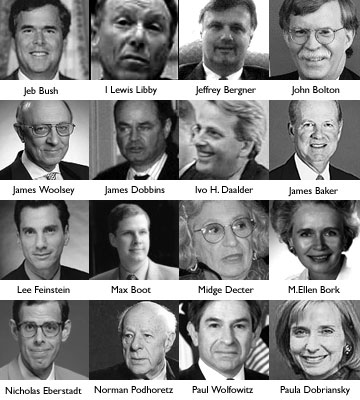 Jeb Bush I Lewis Libby Jeffrey Bergner John Bolton
James Woolsey James Dobbins Ivo H. Daalder James Baker
Lee Feinstein Max Boot Midge Decter M.Ellen Bork
Nicholas Eberstadt Norman Podhoretz Paul Wolfowitz Paula Dobriansky